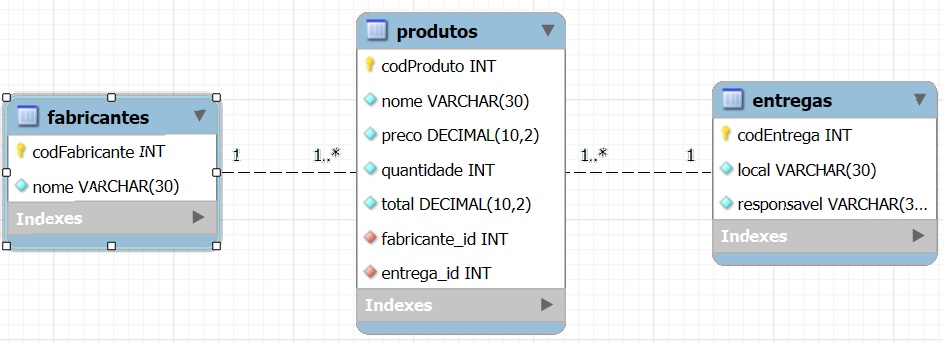 fabricantes
codFabricante INT
nome VARCHAR(30)
Indexes
1
1..*
produtos
codProduto INT
nome VARCHAR(30)
preco DECIMAL(10,2)
quantidade INT
total DECIMAL(10,2)
fabricante_id INT
entrega_id INT
Indexes
1..*
1
entregas
codEntrega INT
local VARCHAR(30)
responsavel VARCHAR(3...
Indexes